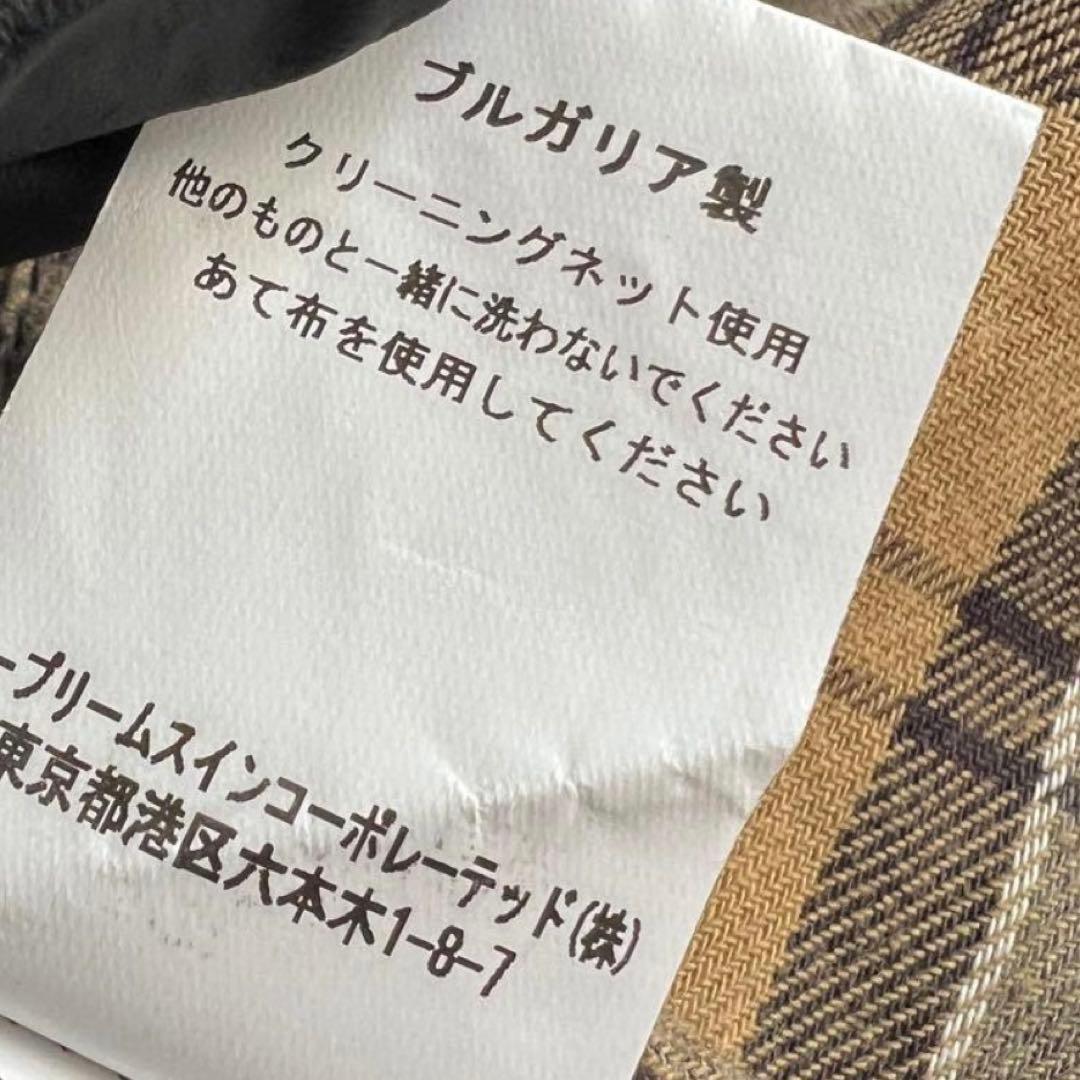 ブルガリア製
クリーニングネット使用
他のものと一緒に洗わないでください
あて布を使用してください
ープリームスインコーポレーテッド(株)
東京都港区六本木1-8-7